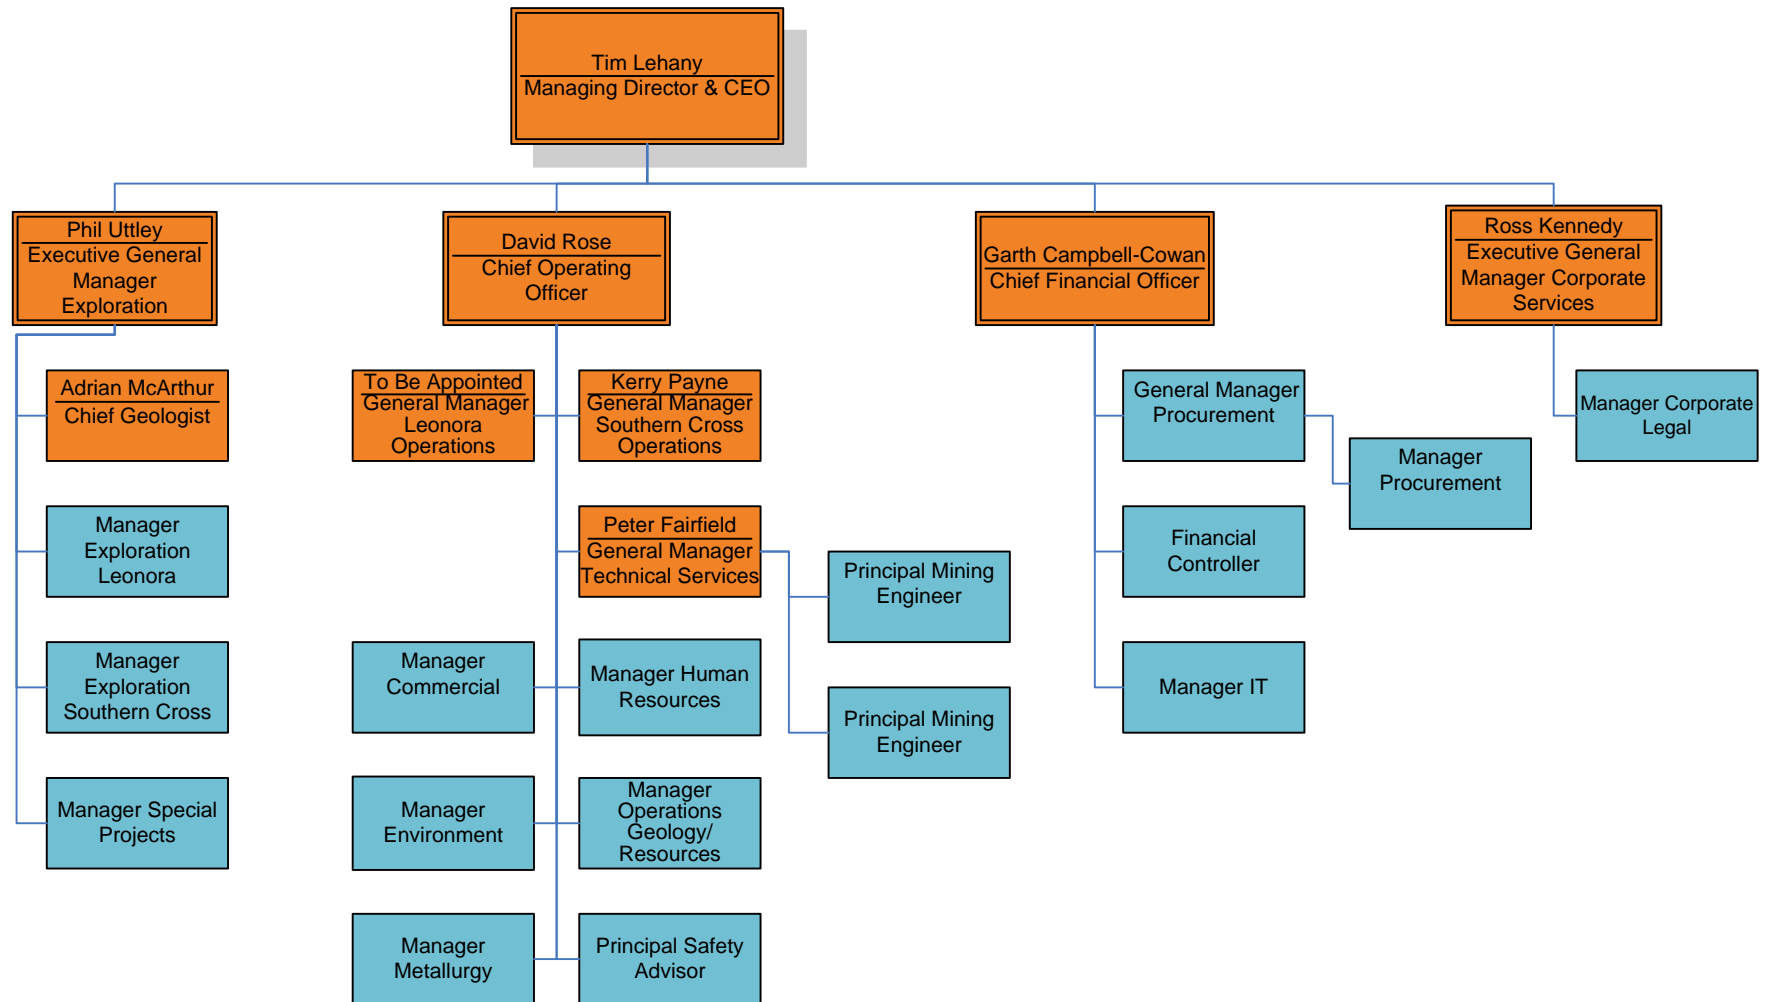 Tim Lehany
Managing Director & CEO
Phil Uttley
Executive General
Manager
Exploration
David Rose
Chief Operating
Officer
Garth Campbell-Cowan
Chief Financial Officer
Ross Kennedy
Executive General
Manager Corporate
Services
Adrian McArthur
Chief Geologist
To Be Appointed
General Manager
Leonora
Operations
Kerry Payne
General Manager
Southern Cross
Operations
General Manager
Procurement
Manager Corporate
Legal
Manager
Procurement
Manager
Exploration
Leonora
Peter Fairfield
General Manager
Technical Services
Principal Mining
Engineer
Financial
Controller
Manager
Exploration
Southern Cross
Manager
Commercial
Manager Human
Resources
Principal Mining
Engineer
Manager IT
Manager Special
Projects
Manager
Environment
Manager
Operations
Geology/
Resources
Manager
Metallurgy
Principal Safety
Advisor